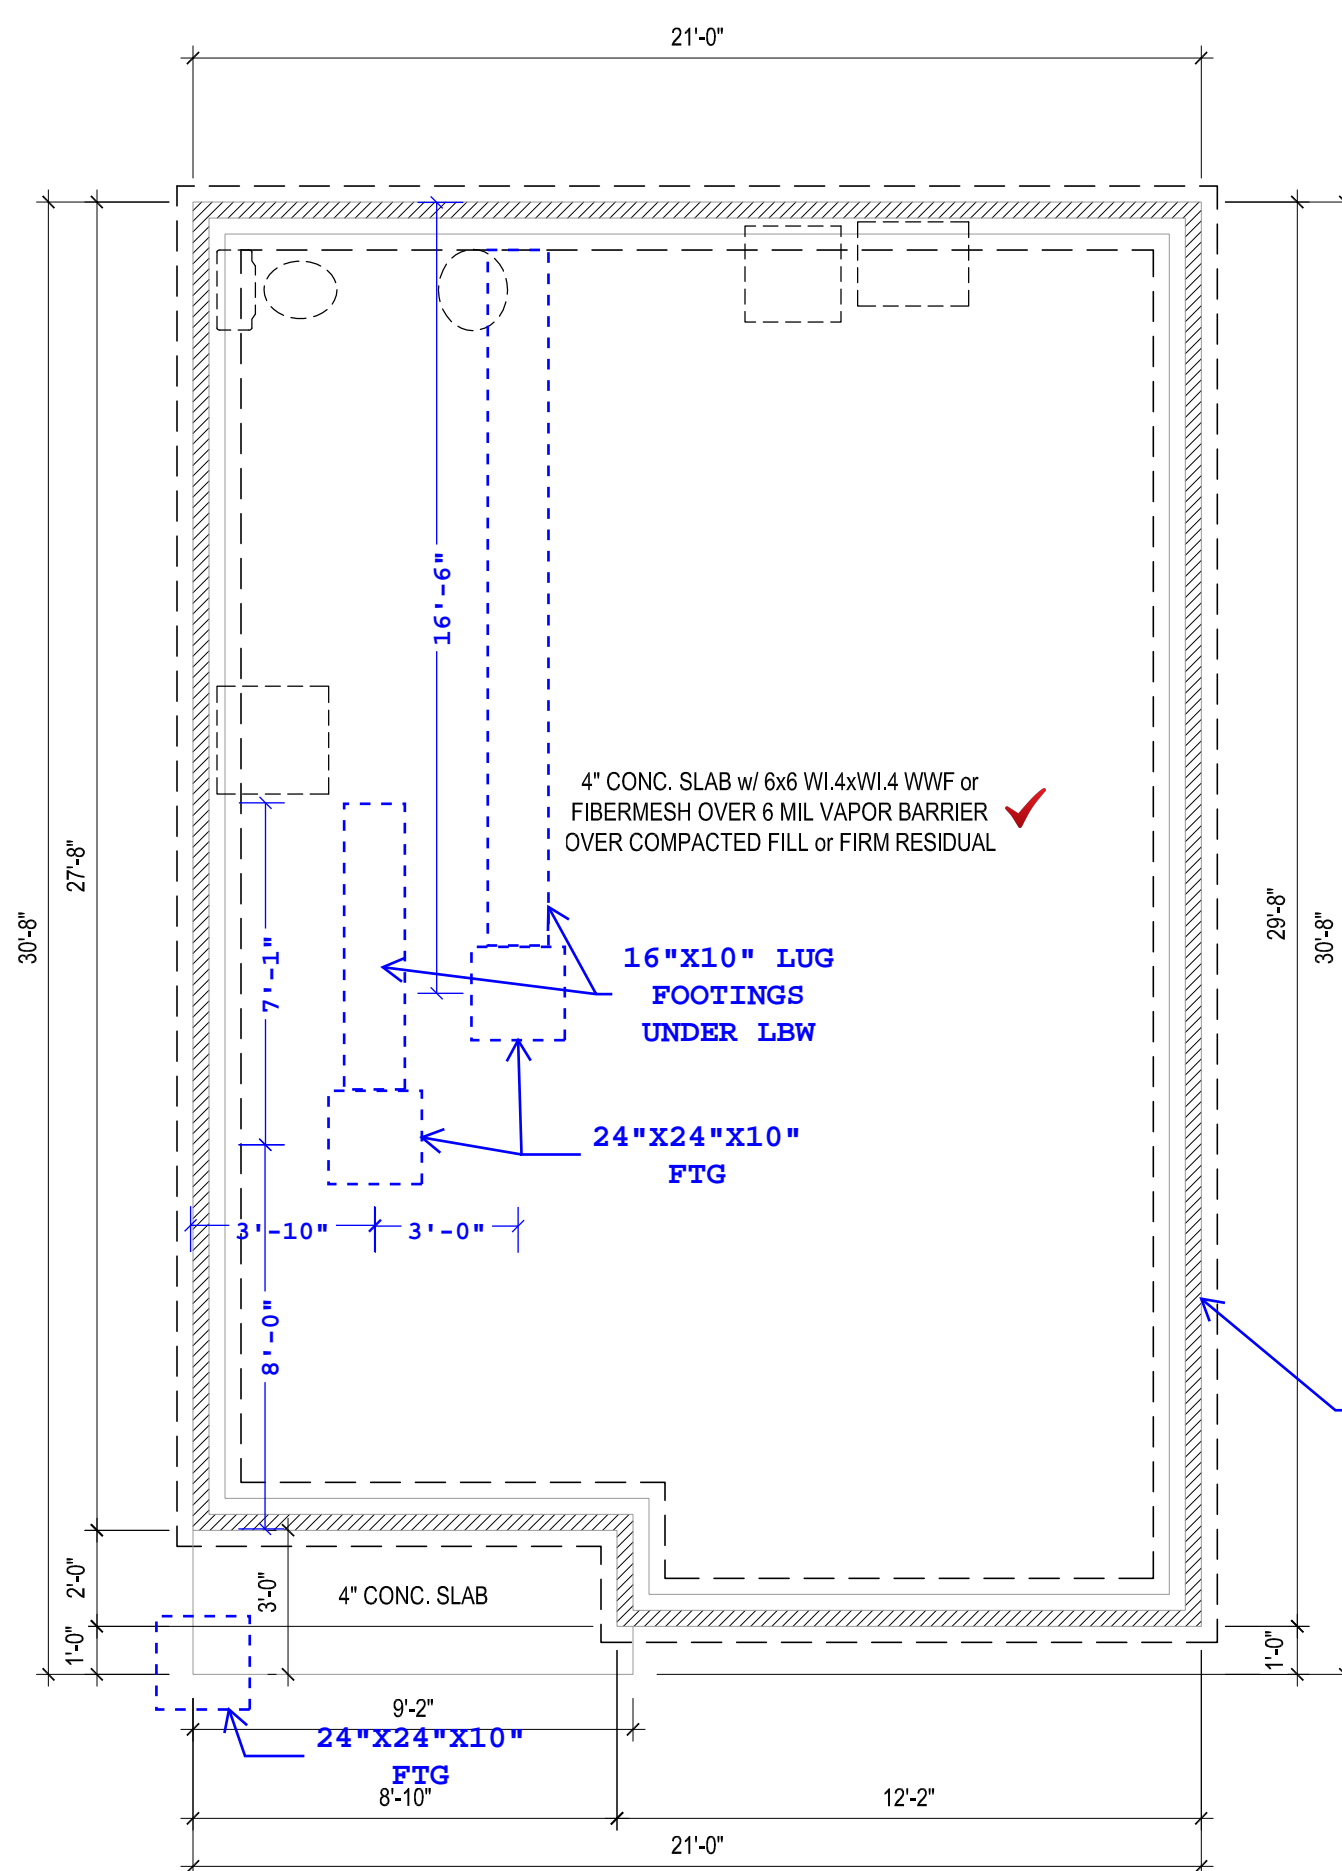 21'-0"
16'-6"
4" CONC. SLAB w/ 6x6 WI.4xWI.4 WWF or
FIBERMESH OVER 6 MIL VAPOR BARRIER
OVER COMPACTED FILL or FIRM RESIDUAL
27'-8"
30'-8"
29'-8"
30'-8"
7'-1"
16"X10" LUG
FOOTINGS
UNDER LBW
24"X24"X10"
FTG
3'-10"
3'-0"
8'-0"
2'-0"
3'-0"
4" CONC. SLAB
1'-0"
1'-0"
9'-2"
24"X24"X10"
FTG
8'-10"
12'-2"
21'-0"